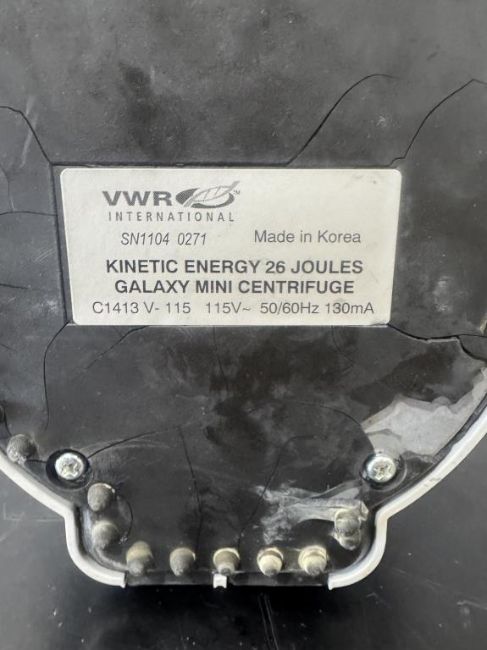 VWR™
INTERNATIONAL
SN1104 0271 Made in Korea
KINETIC ENERGY 26 JOULES
GALAXY MINI CENTRIFUGE
C1413 V- 115 115V~ 50/60Hz 130mA